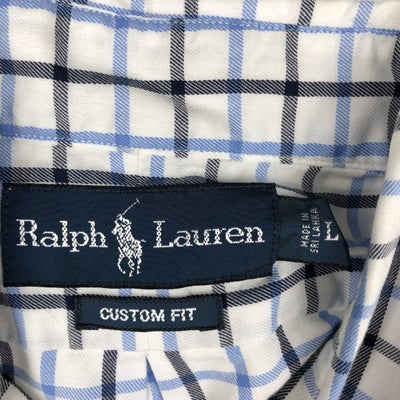 Ralph Lauren
MADE IN
SRI LANKA
L
CUSTOM FIT